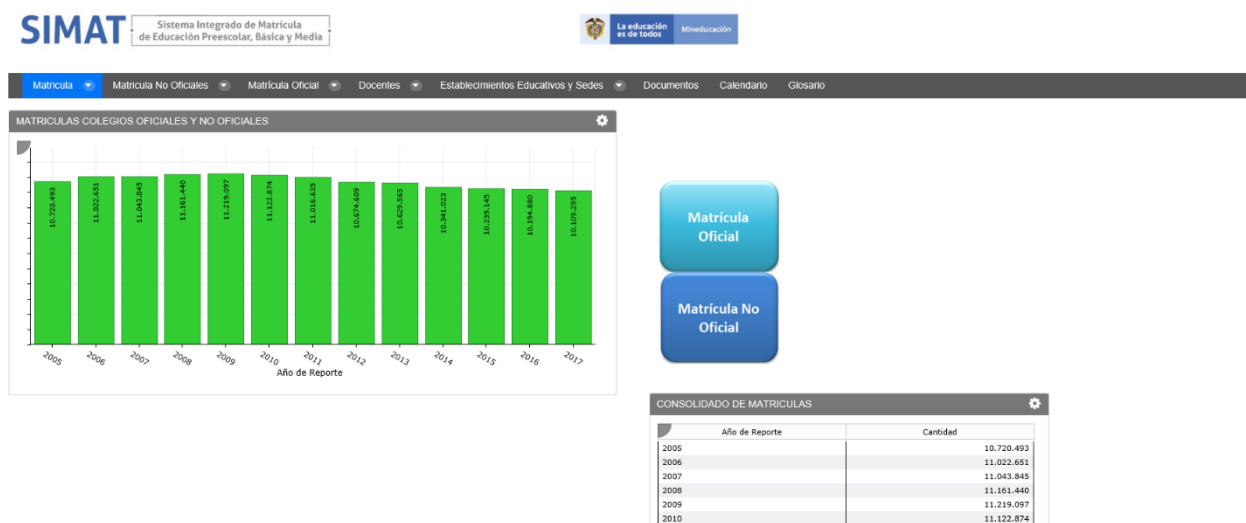 SIMAT
Sistema Integrado de Matrícula
de Educación Preescolar, Básica y Media
La educación
es de todos
Mineducación
Matricula
Matricula No Oficiales
Matrícula Oficial
Docentes
Establecimientos Educativos y Sedes
Documentos
Calendario
Glosario
MATRICULAS COLEGIOS OFICIALES Y NO OFICIALES
10.720.493
11.022.651
11.043.845
11.161.440
11.219.097
11.122.874
11.016.635
10.674.609
10.629.565
10.341.023
10.239.145
10.194.880
10.109.295
2005
2006
2007
2008
2009
2010
2011
2012
2013
2014
2015
2016
2017
Año de Reporte
Matrícula
Oficial
Matrícula No
Oficial
CONSOLIDADO DE MATRICULAS
Año de Reporte Cantidad
2005 10.720.493
2006 11.022.651
2007 11.043.845
2008 11.161.440
2009 11.219.097
2010 11.122.874